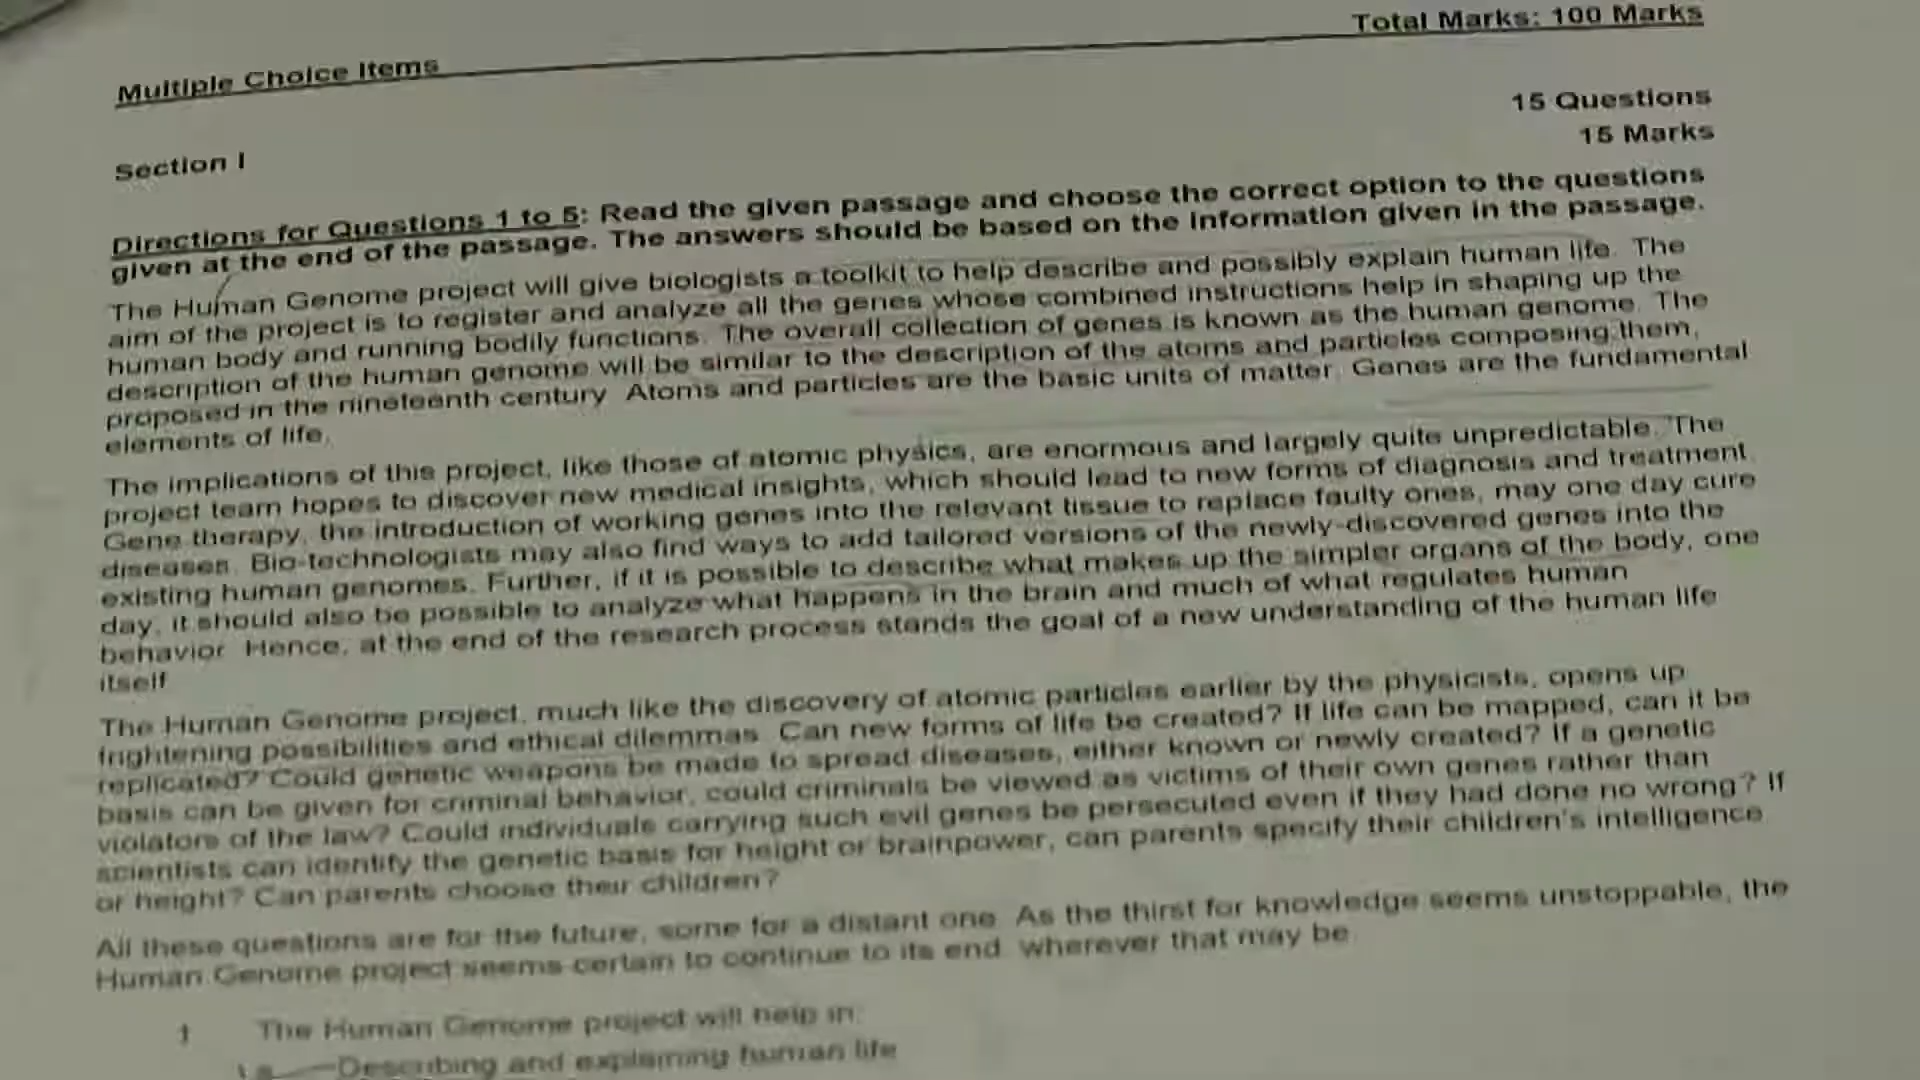 Total Marks: 100 Marks
Multiple Choice Items
15 Questions
15 Marks
Section I
Directions for Questions 1 to 5: Read the given passage and choose the correct option to the questions
given at the end of the passage. The answers should be based on the information given in the passage.
The Human Genome project will give biologists a toolkit to help describe and possibly explain human life. The
aim of the project is to register and analyze all the genes whose combined instructions help in shaping up the
human body and running bodily functions. The overall collection of genes is known as the human genome. The
description of the human genome will be similar to the description of the atoms and particles composing them,
proposed in the nineteenth century. Atoms and particles are the basic units of matter. Genes are the fundamental
elements of life.
The implications of this project, like those of atomic physics, are enormous and largely quite unpredictable. The
project team hopes to discover new medical insights, which should lead to new forms of diagnosis and treatment.
Gene therapy, the introduction of working genes into the relevant tissue to replace faulty ones, may one day cure
diseases. Bio-technologists may also find ways to add tailored versions of the newly-discovered genes into the
existing human genomes. Further, if it is possible to describe what makes up the simpler organs of the body, one
day, it should also be possible to analyze what happens in the brain and much of what regulates human
behavior. Hence, at the end of the research process stands the goal of a new understanding of the human life
itself.
The Human Genome project, much like the discovery of atomic particles earlier by the physicists, opens up
frightening possibilities and ethical dilemmas. Can new forms of life be created? If life can be mapped, can it be
replicated? Could genetic weapons be made to spread diseases, either known or newly created? If a genetic
basis can be given for criminal behavior, could criminals be viewed as victims of their own genes rather than
violators of the law? Could individuals carrying such evil genes be persecuted even if they had done no wrong? If
scientists can identify the genetic basis for height or brainpower, can parents specify their children's intelligence
or height? Can parents choose their children?
All these questions are for the future, some for a distant one. As the thirst for knowledge seems unstoppable, the
Human Genome project seems certain to continue to its end, wherever that may be.
1 The Human Genome project will help in:
a Describing and explaining human life